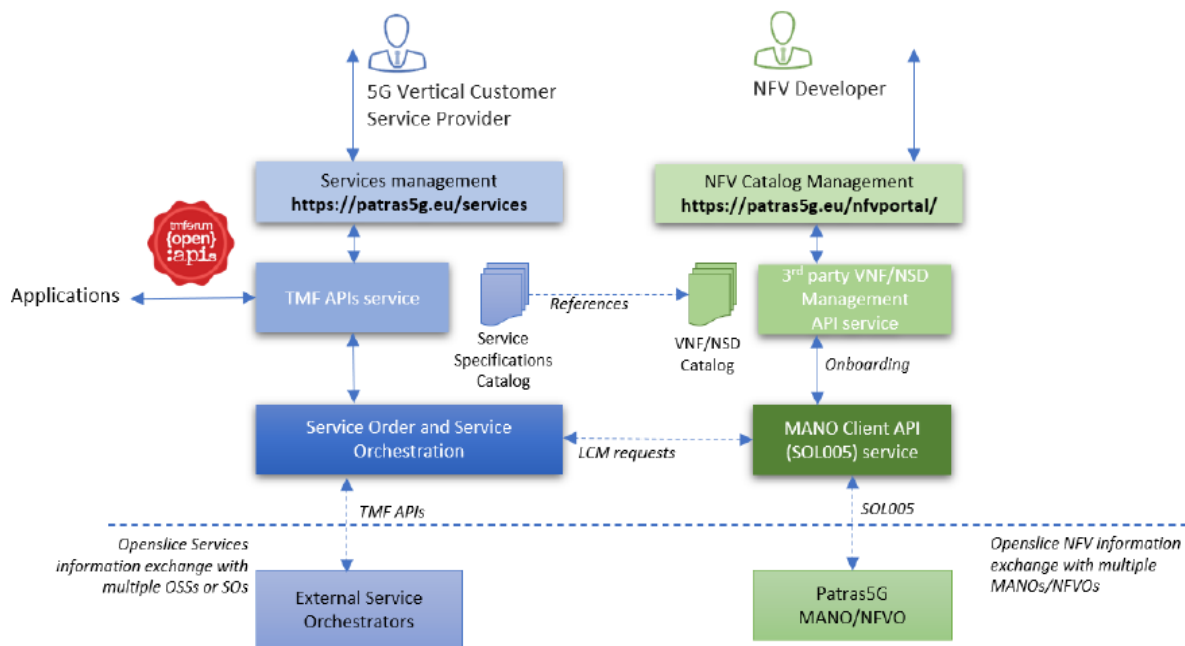 5G Vertical Customer
Service Provider
NFV Developer
Services management
https://patras5g.eu/services
NFV Catalog Management
https://patras5g.eu/nfvportal/
tmforum
{open}
:apis
Applications
TMF APIs service
References
Service
Specifications
Catalog
VNF/NSD
Catalog
3rd party VNF/NSD
Management
API service
Onboarding
Service Order and Service
Orchestration
LCM requests
MANO Client API
(SOL005) service
TMF APIs
SOL005
Openslice Services
information exchange with
multiple OSSs or SOs
Openslice NFV information
exchange with multiple
MANOs/NFVOs
External Service
Orchestrators
Patras5G
MANO/NFVO